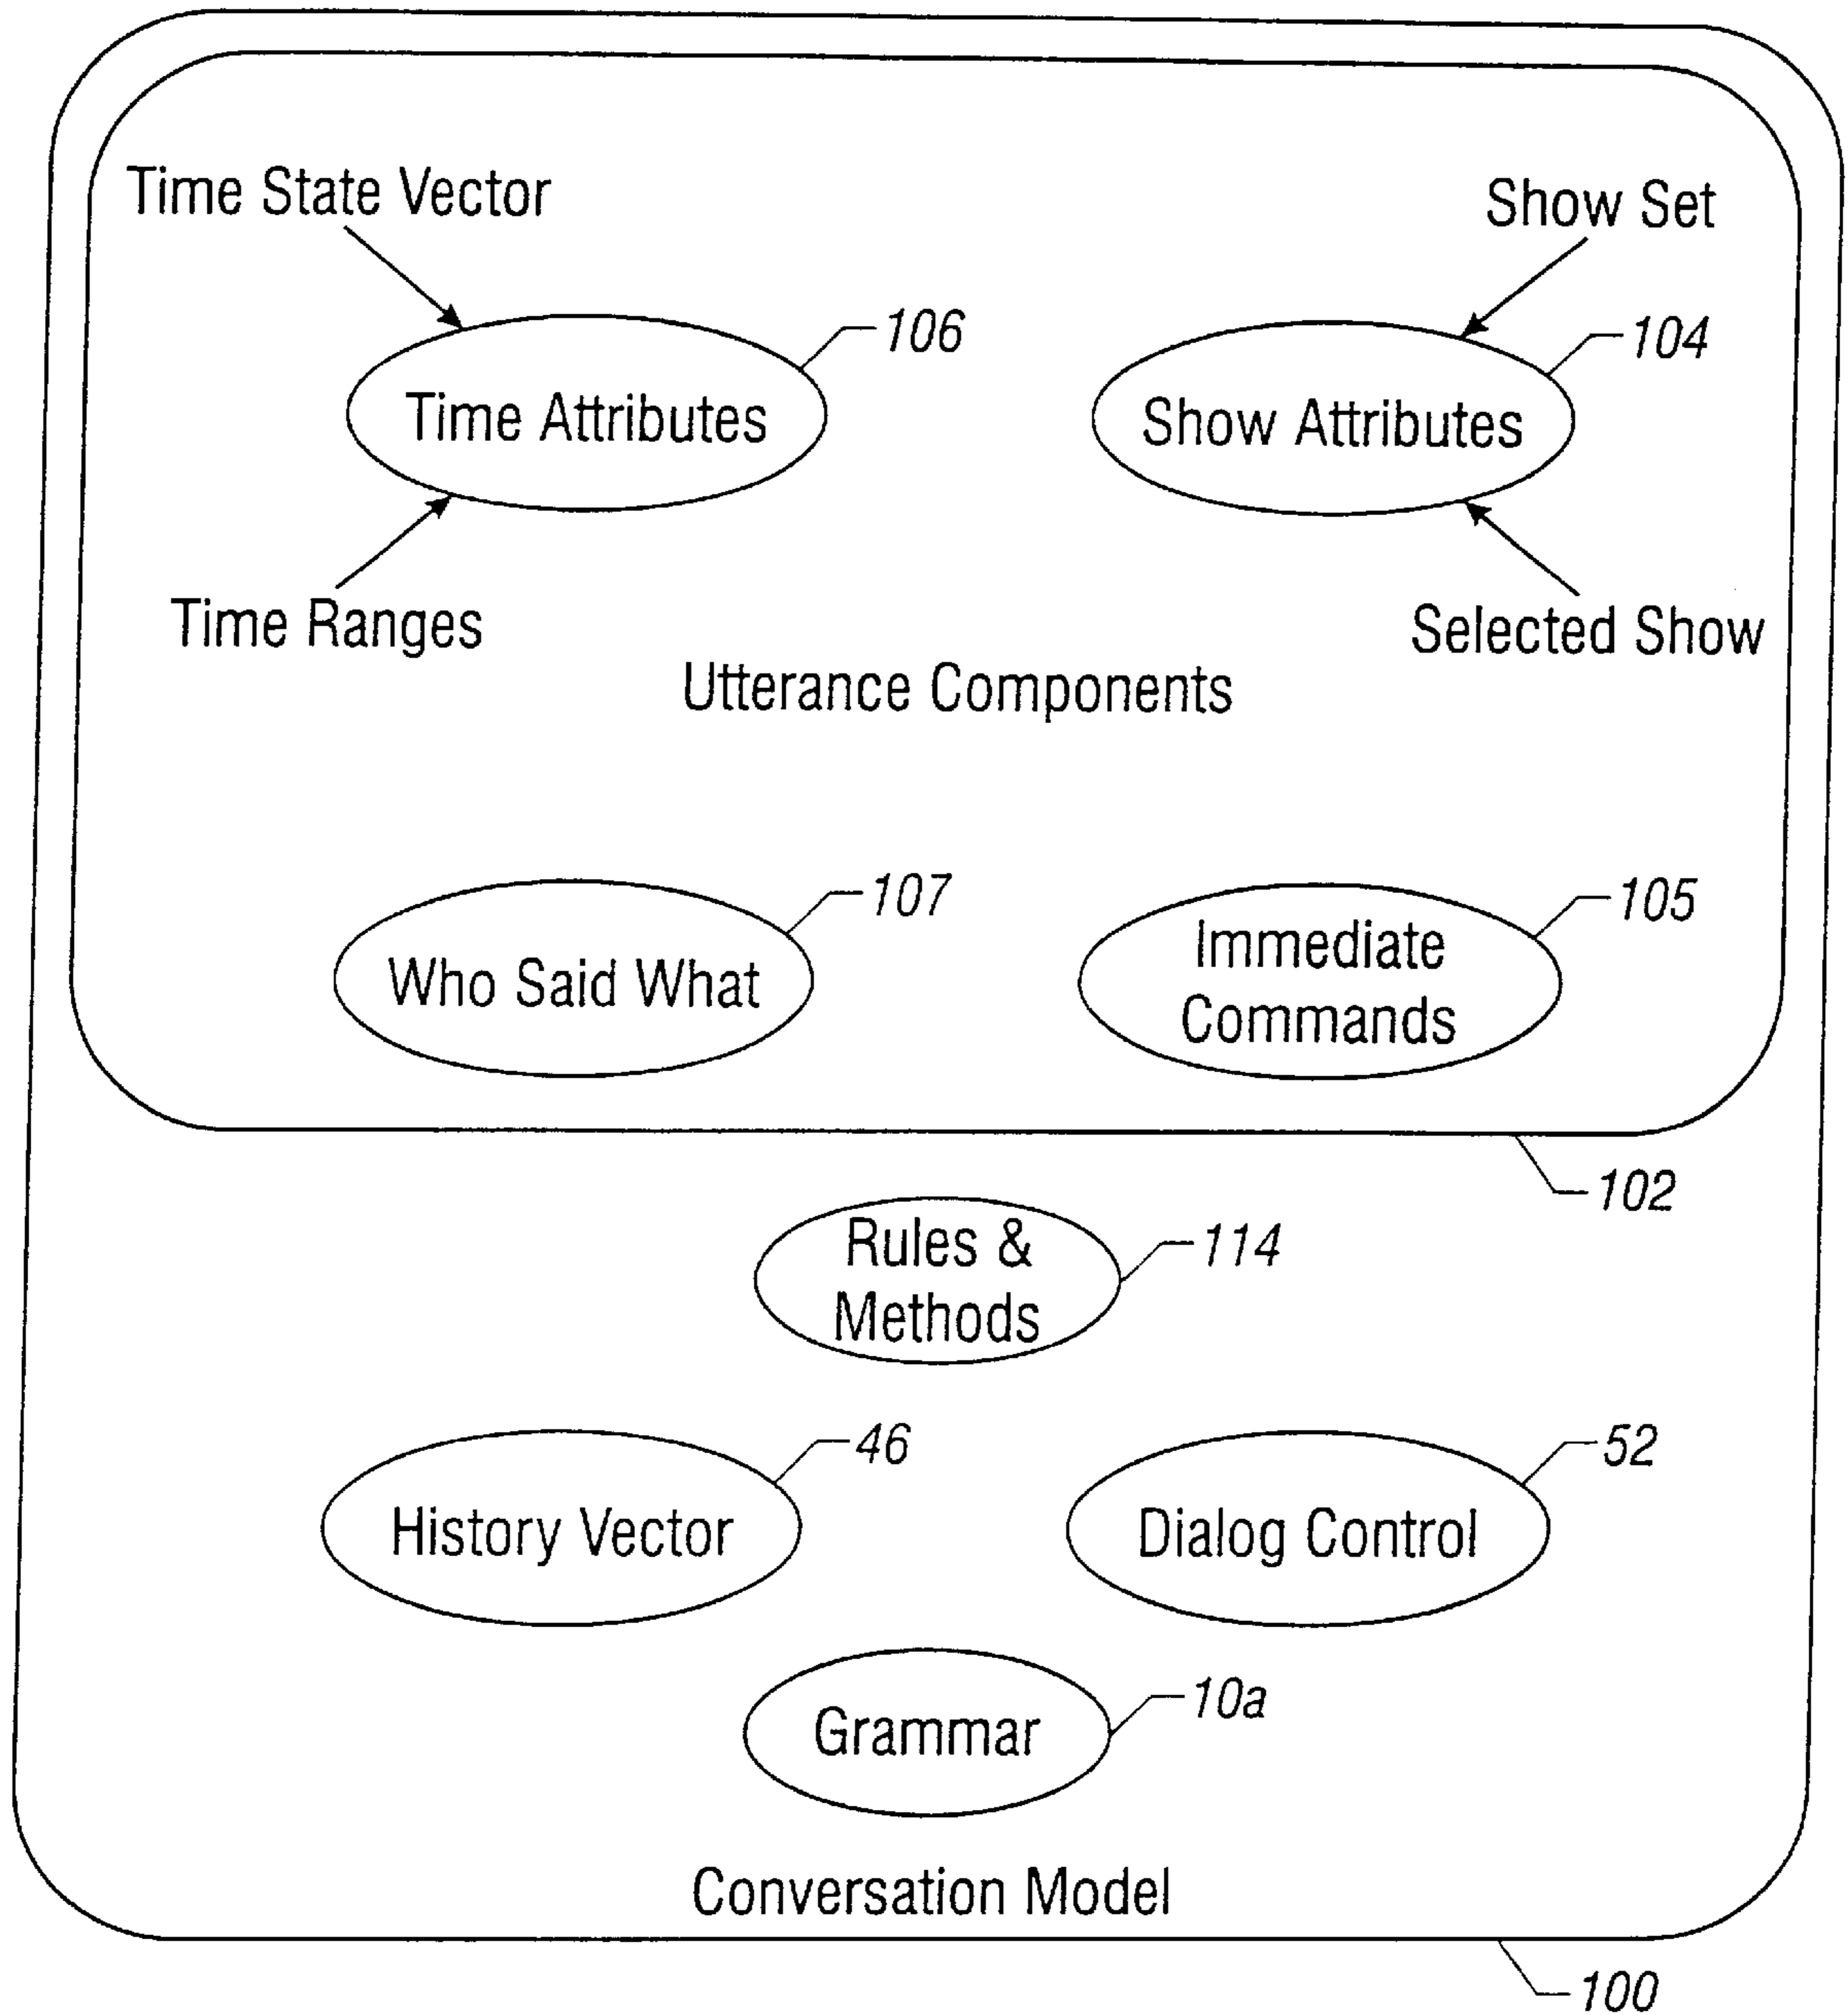 Time State Vector
Show Set
106
104
Time Attributes
Show Attributes
Time Ranges
Selected Show
Utterance Components
107
105
Who Said What
Immediate
Commands
102
Rules &
Methods
114
46
52
History Vector
Dialog Control
10a
Grammar
Conversation Model
100